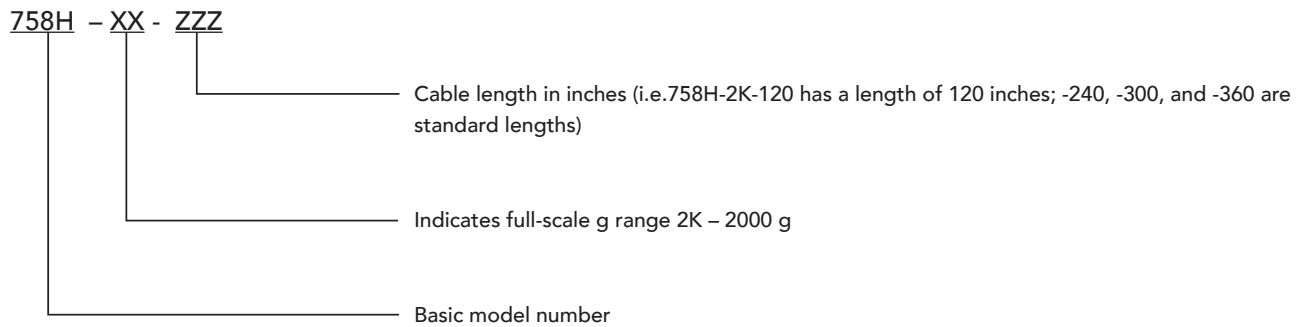 758H – XX - ZZZ
Cable length in inches (i.e.758H-2K-120 has a length of 120 inches; -240, -300, and -360 are
standard lengths)
Indicates full-scale g range 2K – 2000 g
Basic model number